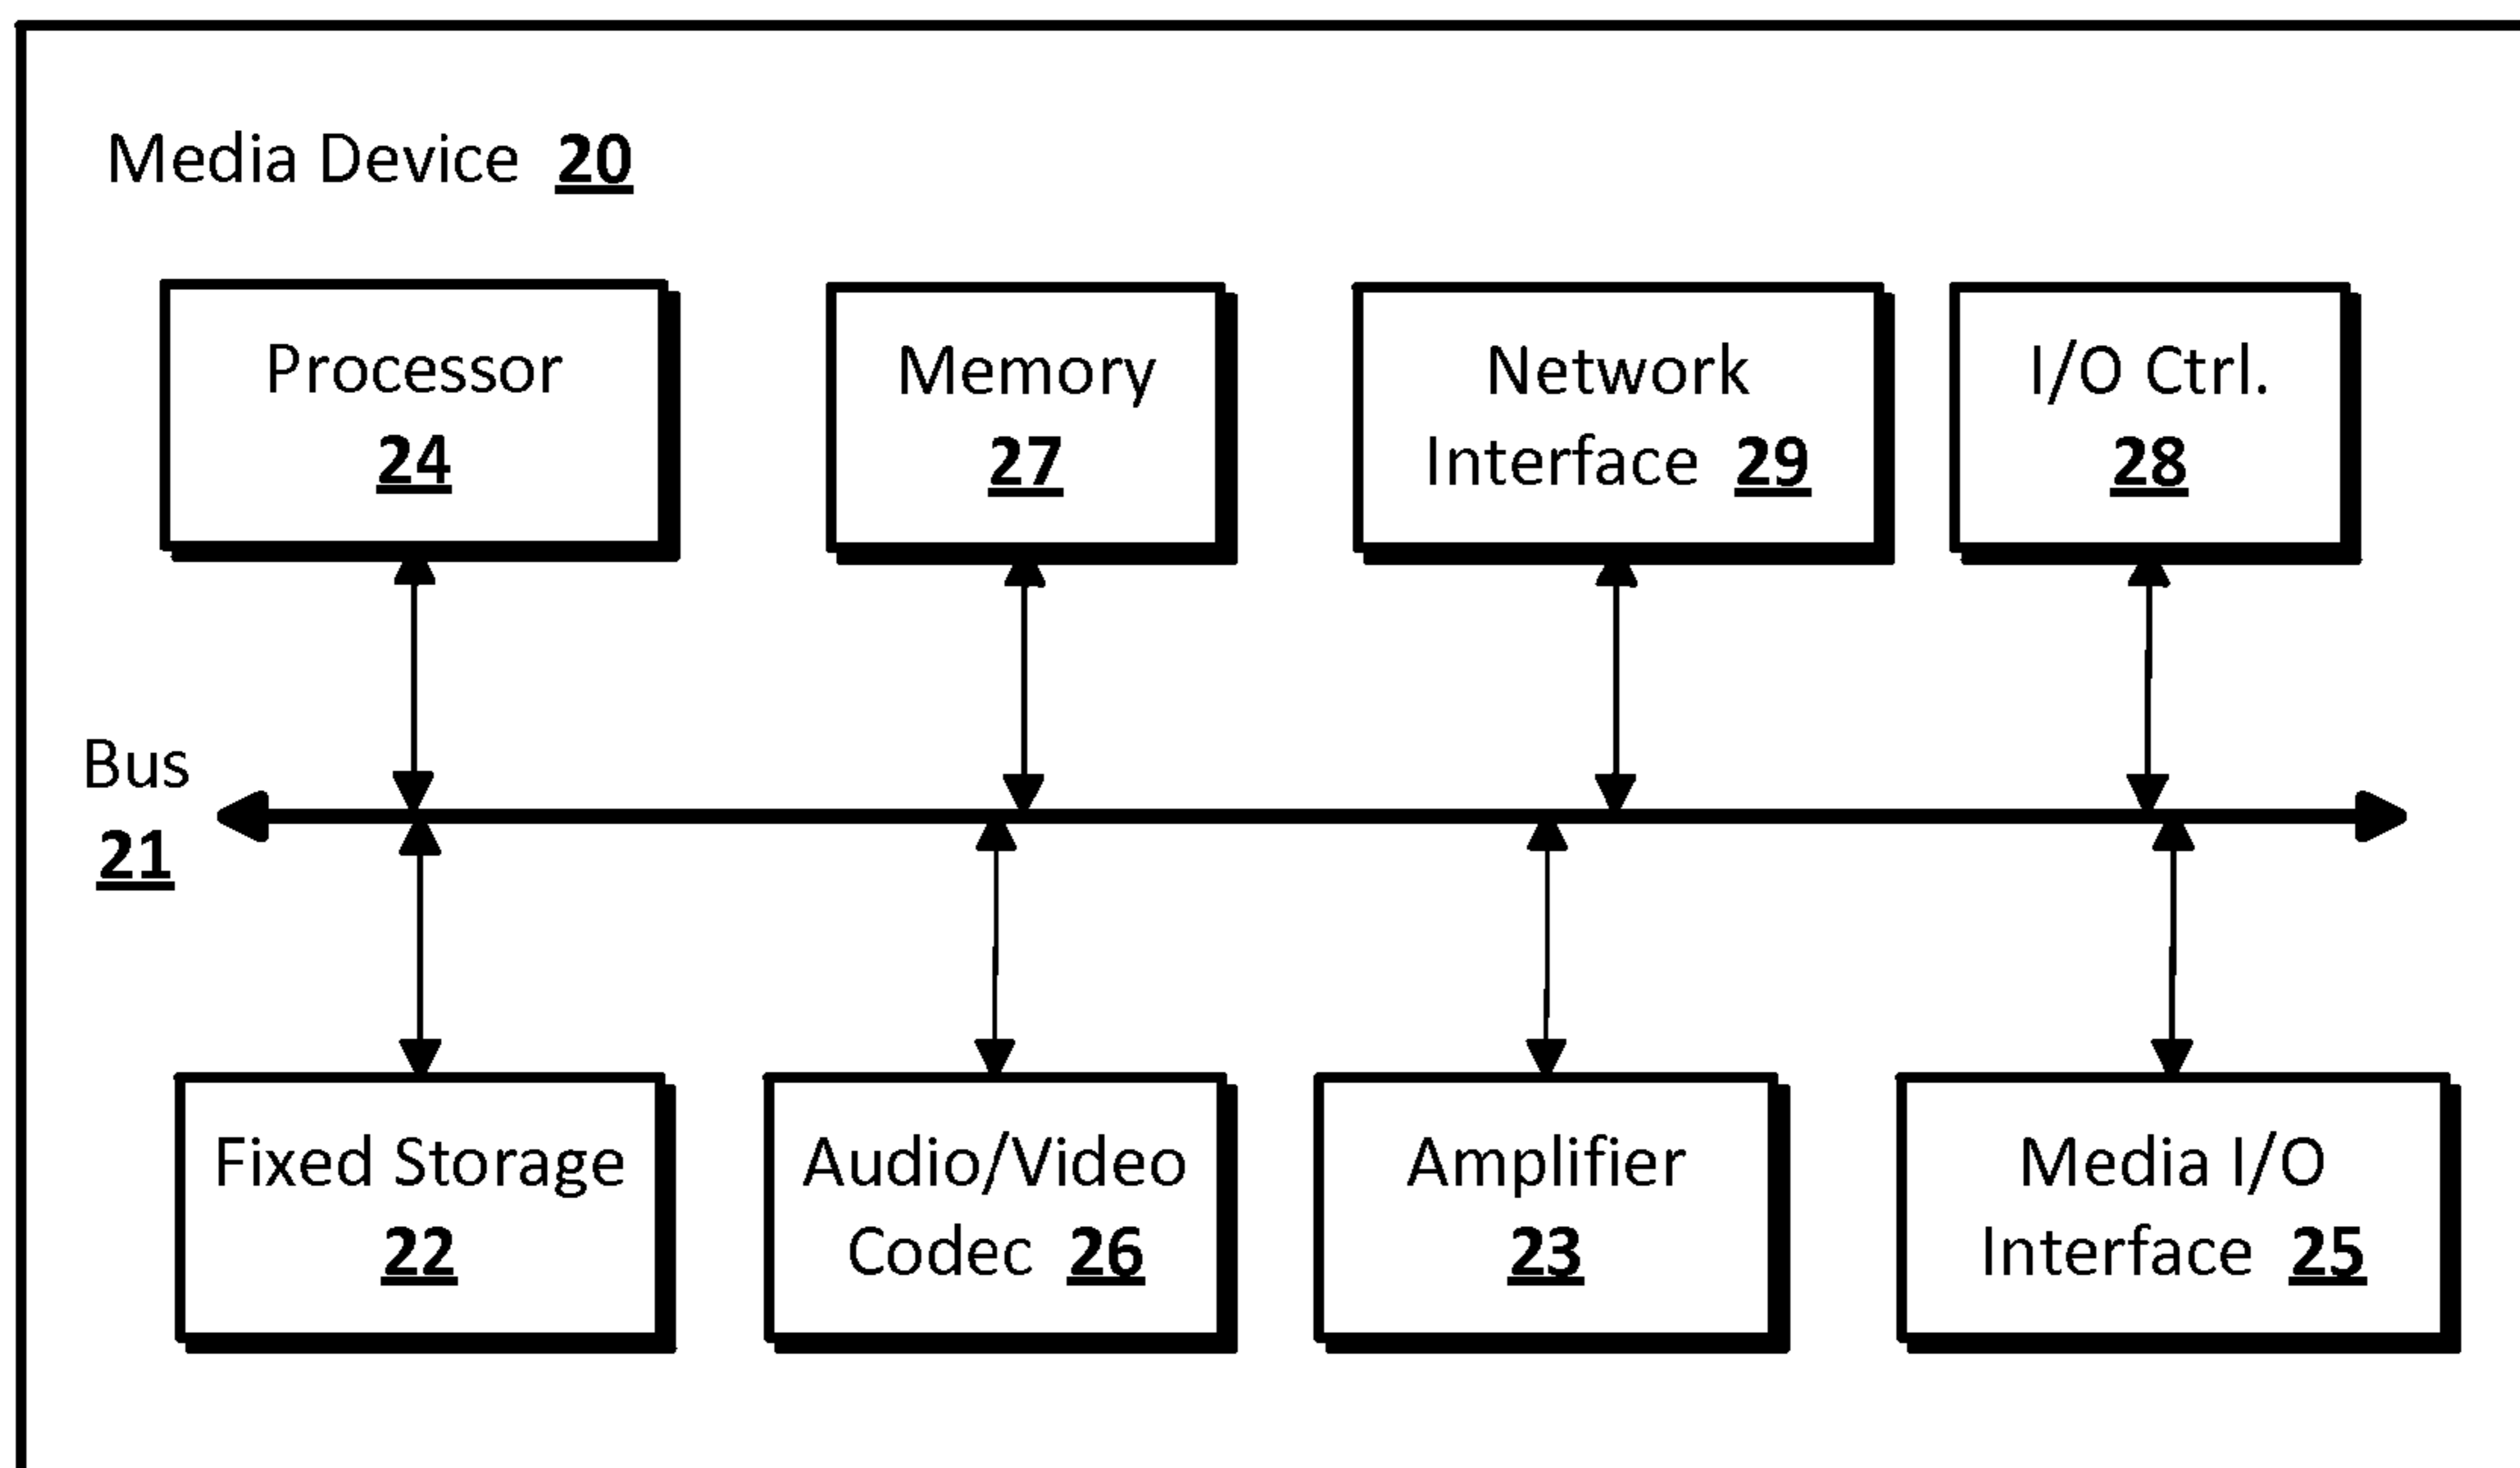 Media Device 20
Processor
24
Memory
27
Network
Interface 29
I/O Ctrl.
28
Bus
21
Fixed Storage
22
Audio/Video
Codec 26
Amplifier
23
Media I/O
Interface 25